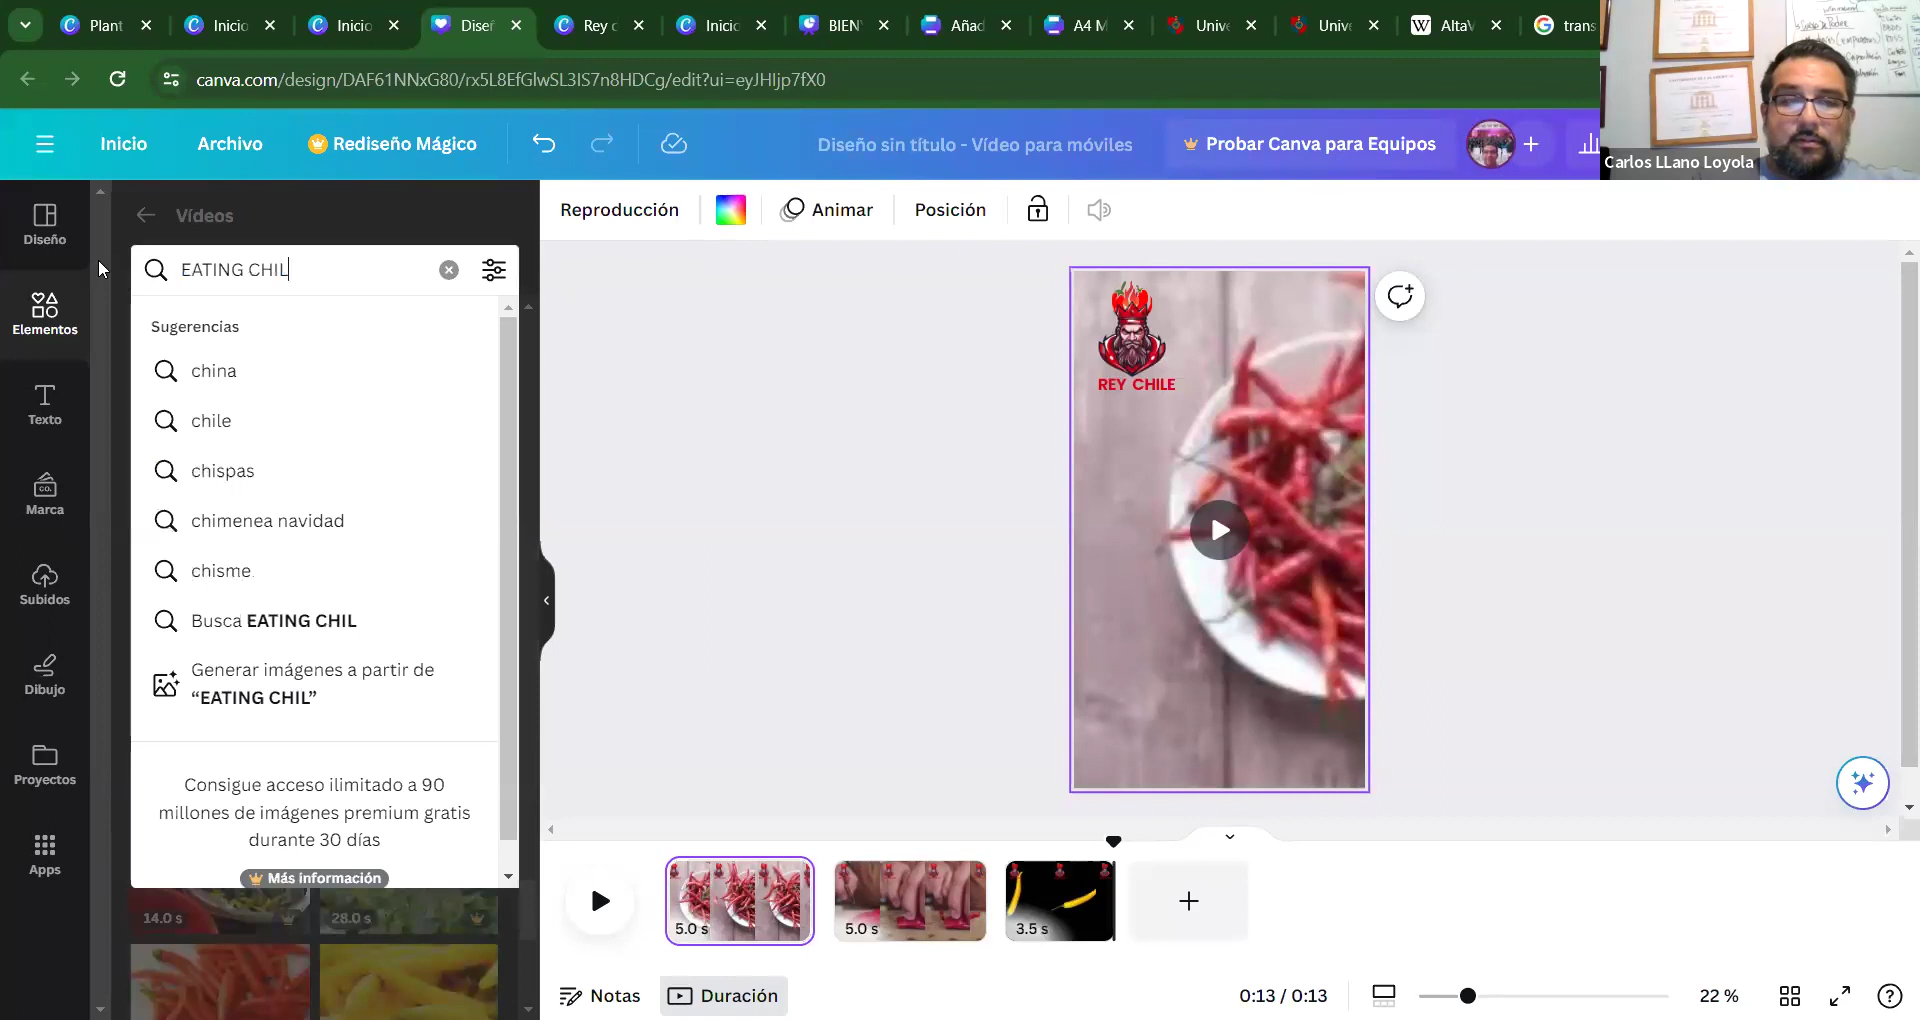 Plant
Inicio
Inicio
Diseñ
Rey c
Inicio
BIEN
Añad
A4 M
Unive
Unive
AltaV
trans
canva.com/design/DAF61NNxG80/rx5L8EfGlwSL3IS7n8HDCg/edit?ui=eyJHIjp7fX0
Inicio
Archivo
Rediseño Mágico
Diseño sin título - Vídeo para móviles
Probar Canva para Equipos
Carlos LLano Loyola
Diseño
Elementos
Texto
Marca
Subidos
Dibujo
Proyectos
Apps
Vídeos
EATING CHIL
Sugerencias
china
chile
chispas
chimenea navidad
chisme
Busca EATING CHIL
Generar imágenes a partir de
“EATING CHIL”
Consigue acceso ilimitado a 90
millones de imágenes premium gratis
durante 30 días
Más información
14.0 s
28.0 s
Reproducción
Animar
Posición
REY CHILE
5.0 s
5.0 s
3.5 s
Notas
Duración
0:13 / 0:13
22 %